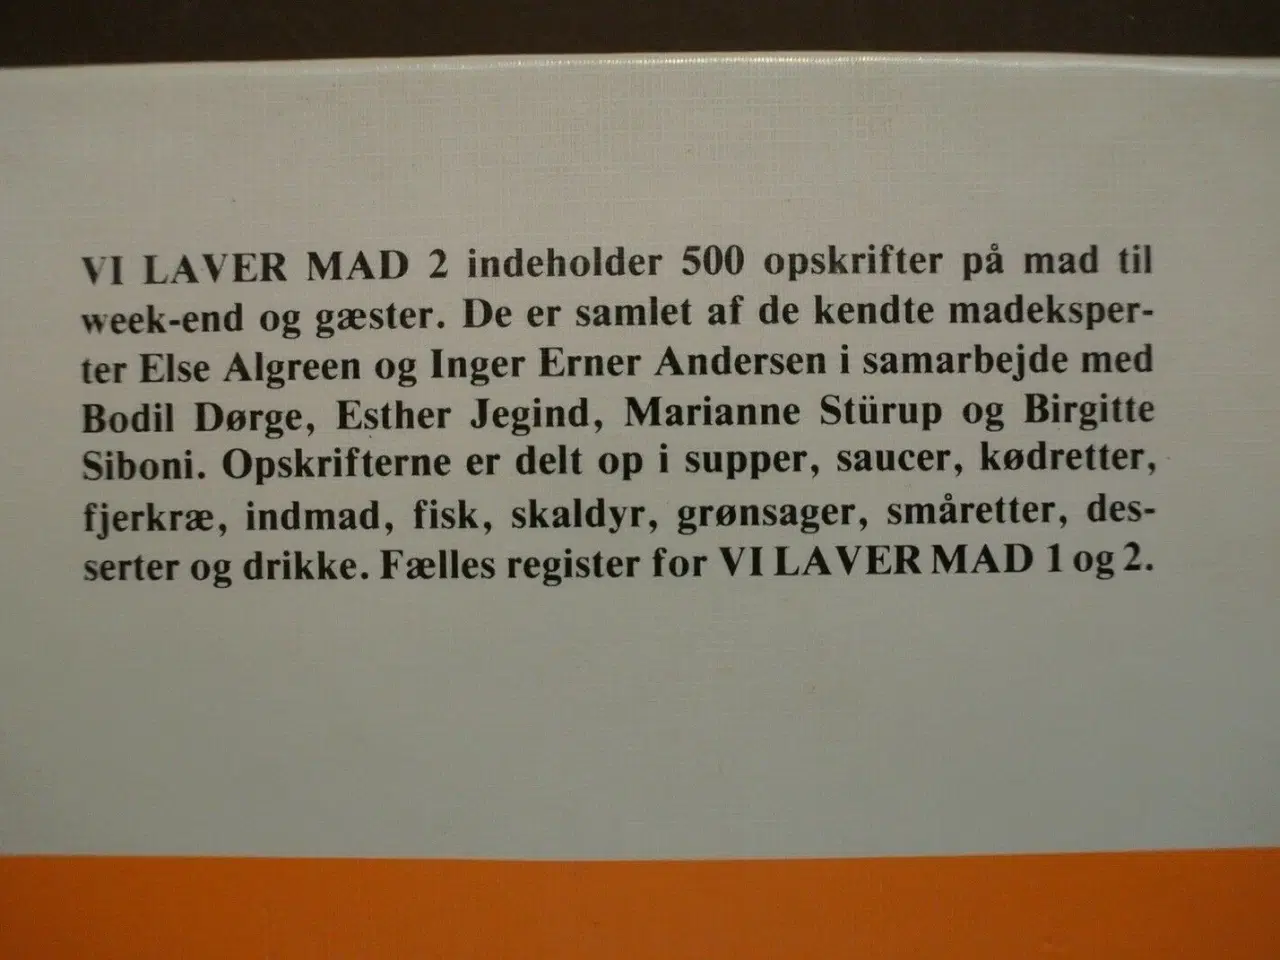 VI LAVER MAD 2 indeholder 500 opskrifter på mad til
week-end og gæster. De er samlet af de kendte madeksper-
ter Else Algreen og Inger Erner Andersen i samarbejde med
Bodil Dørge, Esther Jegind, Marianne Stürup og Birgitte
Siboni. Opskrifterne er delt op i supper, saucer, kødretter,
fjerkræ, indmad, fisk, skaldyr, grønsager, småretter, des-
serter og drikke. Fælles register for VI LAVER MAD 1 og 2.